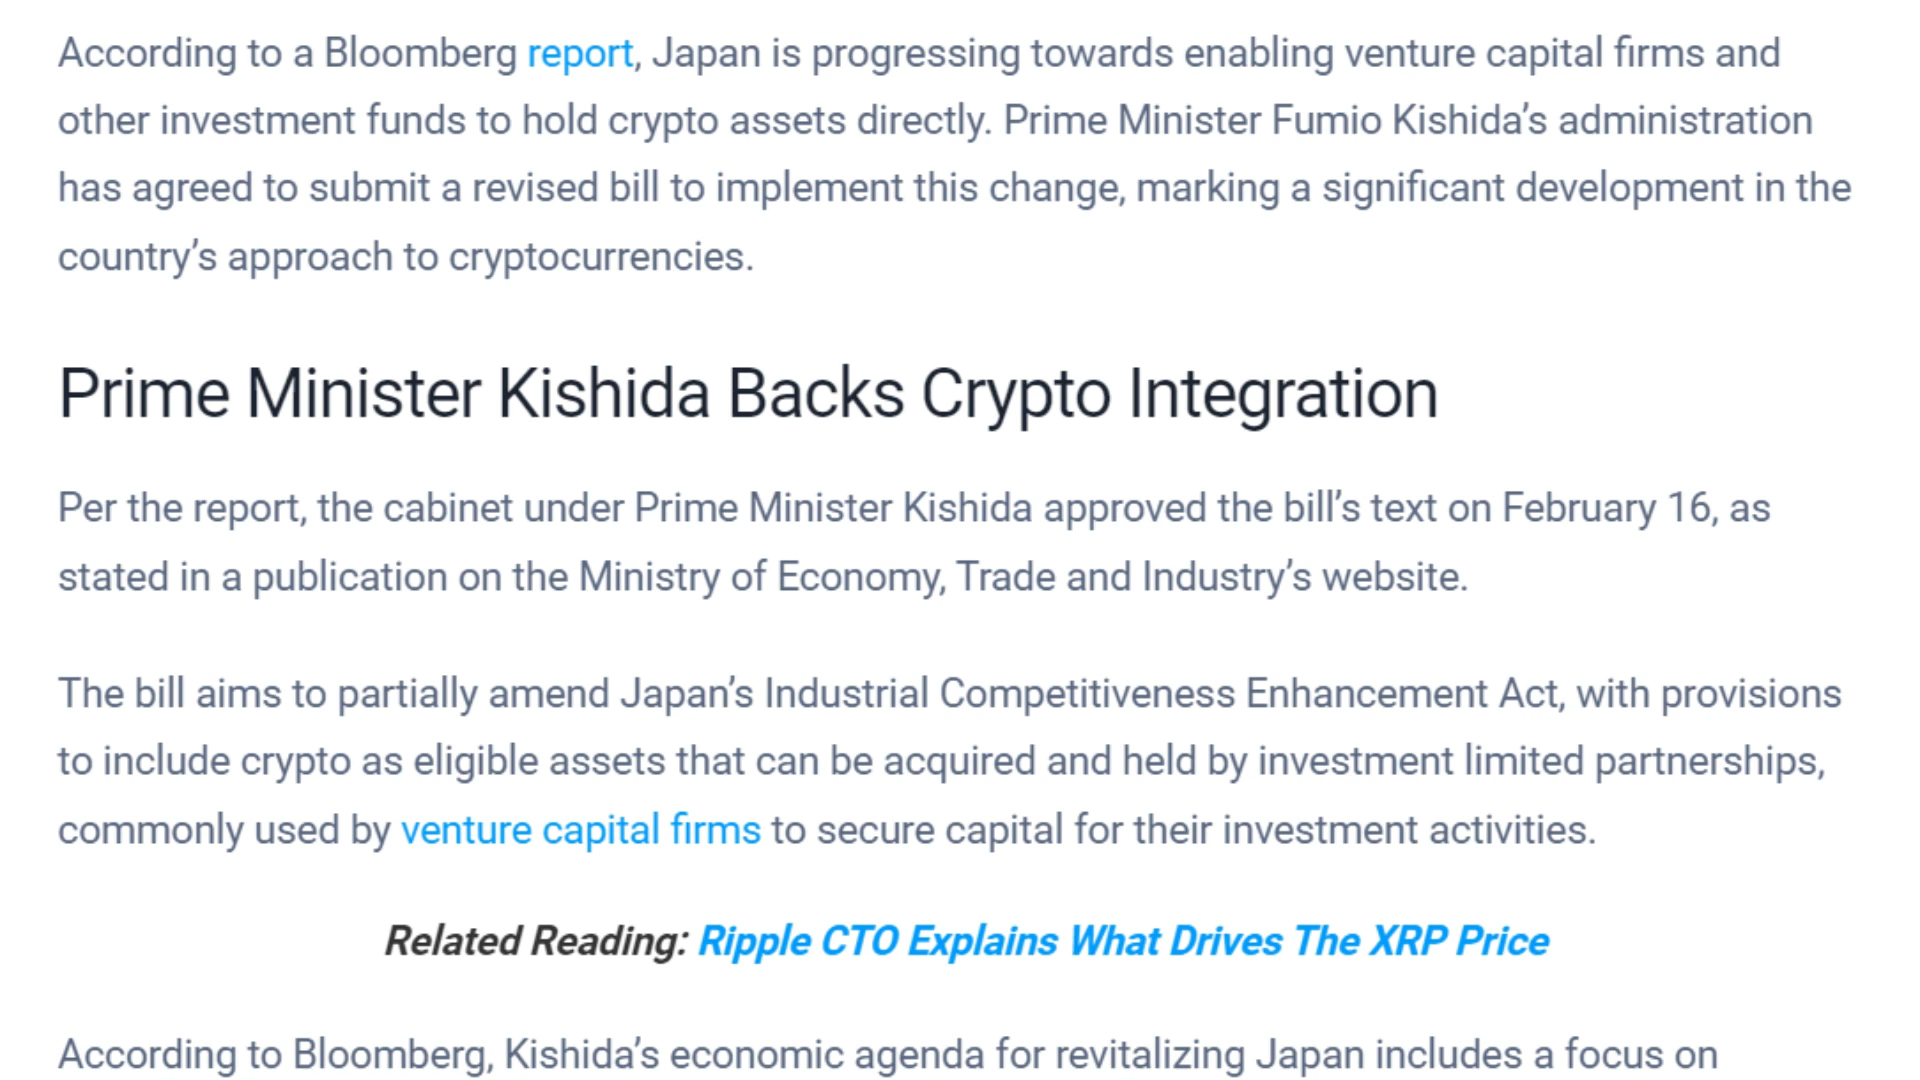 According to a Bloomberg report, Japan is progressing towards enabling venture capital firms and
other investment funds to hold crypto assets directly. Prime Minister Fumio Kishida’s administration
has agreed to submit a revised bill to implement this change, marking a significant development in the
country’s approach to cryptocurrencies.
Prime Minister Kishida Backs Crypto Integration
Per the report, the cabinet under Prime Minister Kishida approved the bill’s text on February 16, as
stated in a publication on the Ministry of Economy, Trade and Industry’s website.
The bill aims to partially amend Japan’s Industrial Competitiveness Enhancement Act, with provisions
to include crypto as eligible assets that can be acquired and held by investment limited partnerships,
commonly used by venture capital firms to secure capital for their investment activities.
Related Reading: Ripple CTO Explains What Drives The XRP Price
According to Bloomberg, Kishida’s economic agenda for revitalizing Japan includes a focus on